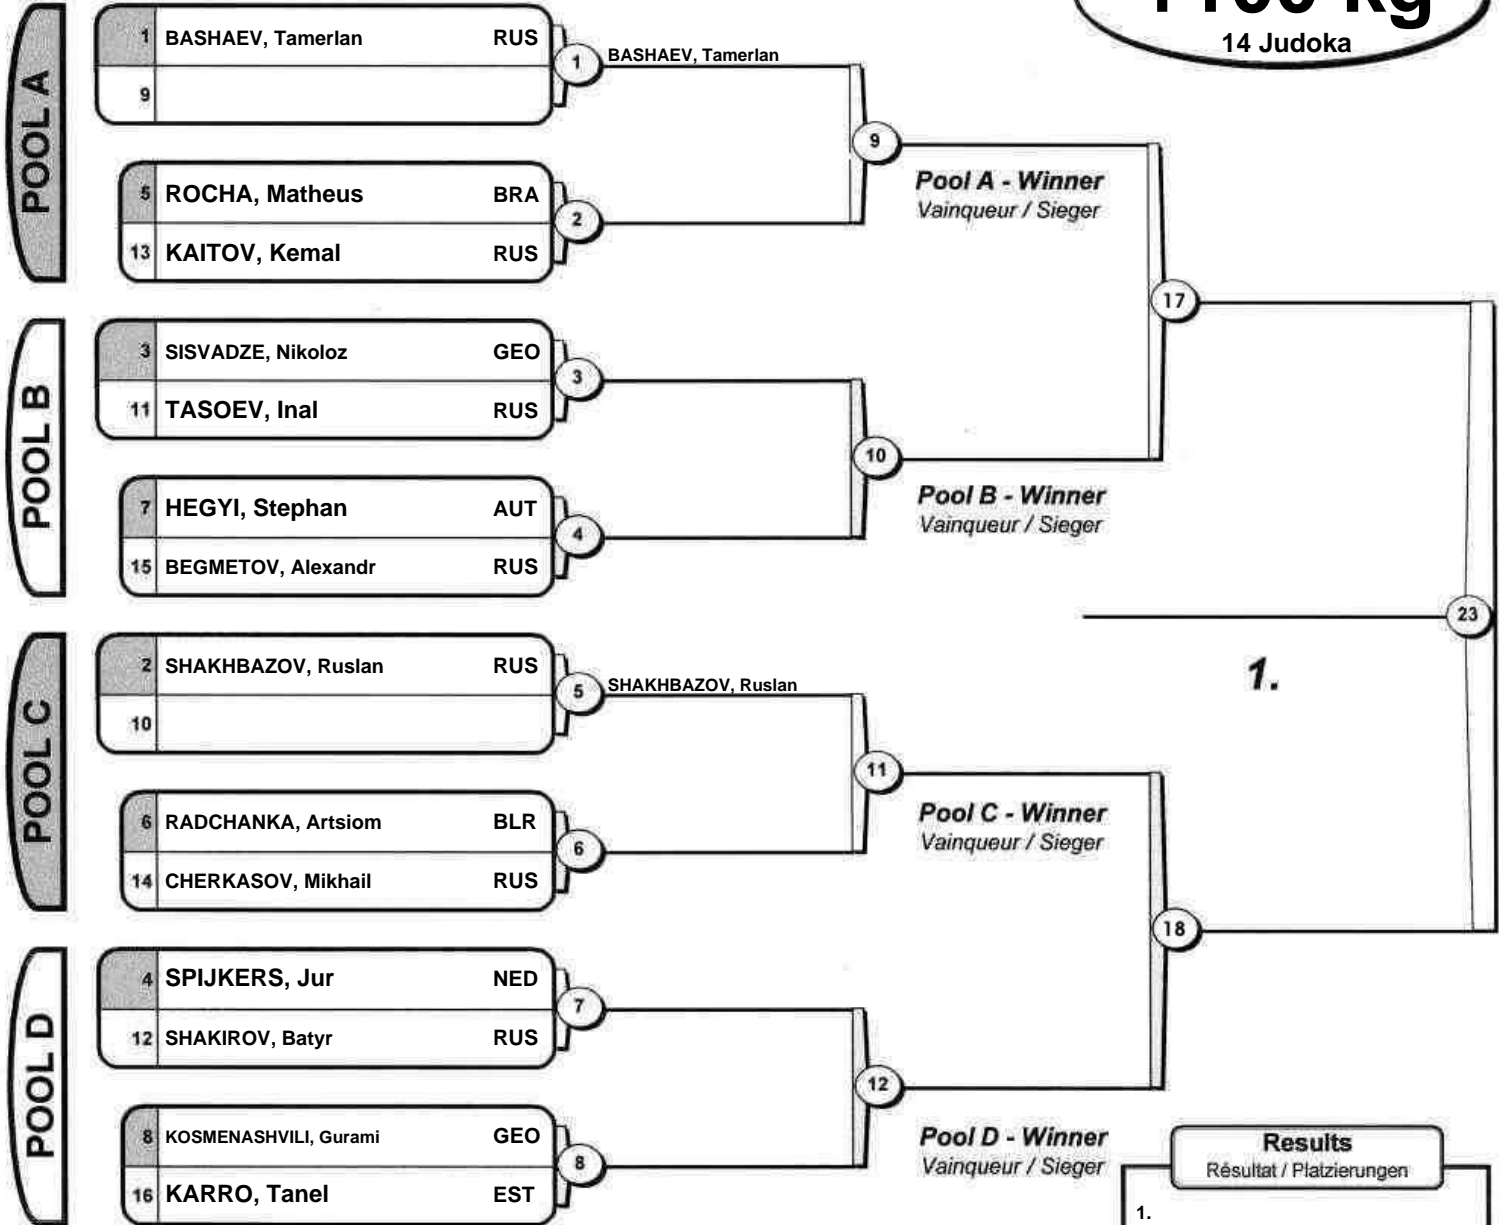 14 Judoka
POOL A
1 BASHAEV, Tamerlan RUS
9
1
BASHAEV, Tamerlan
5 ROCHA, Matheus BRA
13 KAITOV, Kemal RUS
2
9
Pool A - Winner
Vainqueur / Sieger
POOL B
3 SISVADZE, Nikoloz GEO
11 TASOEV, Inal RUS
3
7 HEGYI, Stephan AUT
15 BEGMETOV, Alexandr RUS
4
10
Pool B - Winner
Vainqueur / Sieger
17
POOL C
2 SHAKHBAZOV, Ruslan RUS
10
5
SHAKHBAZOV, Ruslan
6 RADCHANKA, Artsiom BLR
14 CHERKASOV, Mikhail RUS
6
11
Pool C - Winner
Vainqueur / Sieger
23
1.
POOL D
4 SPIJKERS, Jur NED
12 SHAKIROV, Batyr RUS
7
8 KOSMENASHVILI, Gurami GEO
16 KARRO, Tanel EST
8
12
Pool D - Winner
Vainqueur / Sieger
18
Results
Résultat / Platzierungen
1.